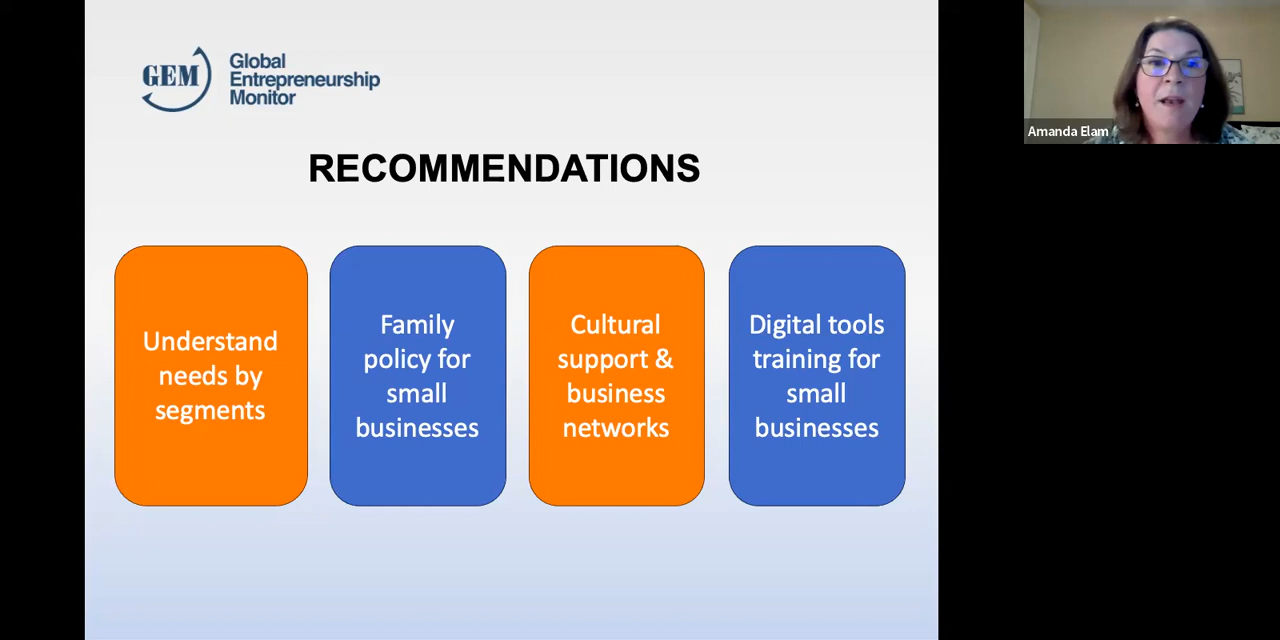 GEM
Global
Entrepreneurship
Monitor
Amanda Elam
RECOMMENDATIONS
Understand
needs by
segments
Family
policy for
small
businesses
Cultural
support &
business
networks
Digital tools
training for
small
businesses